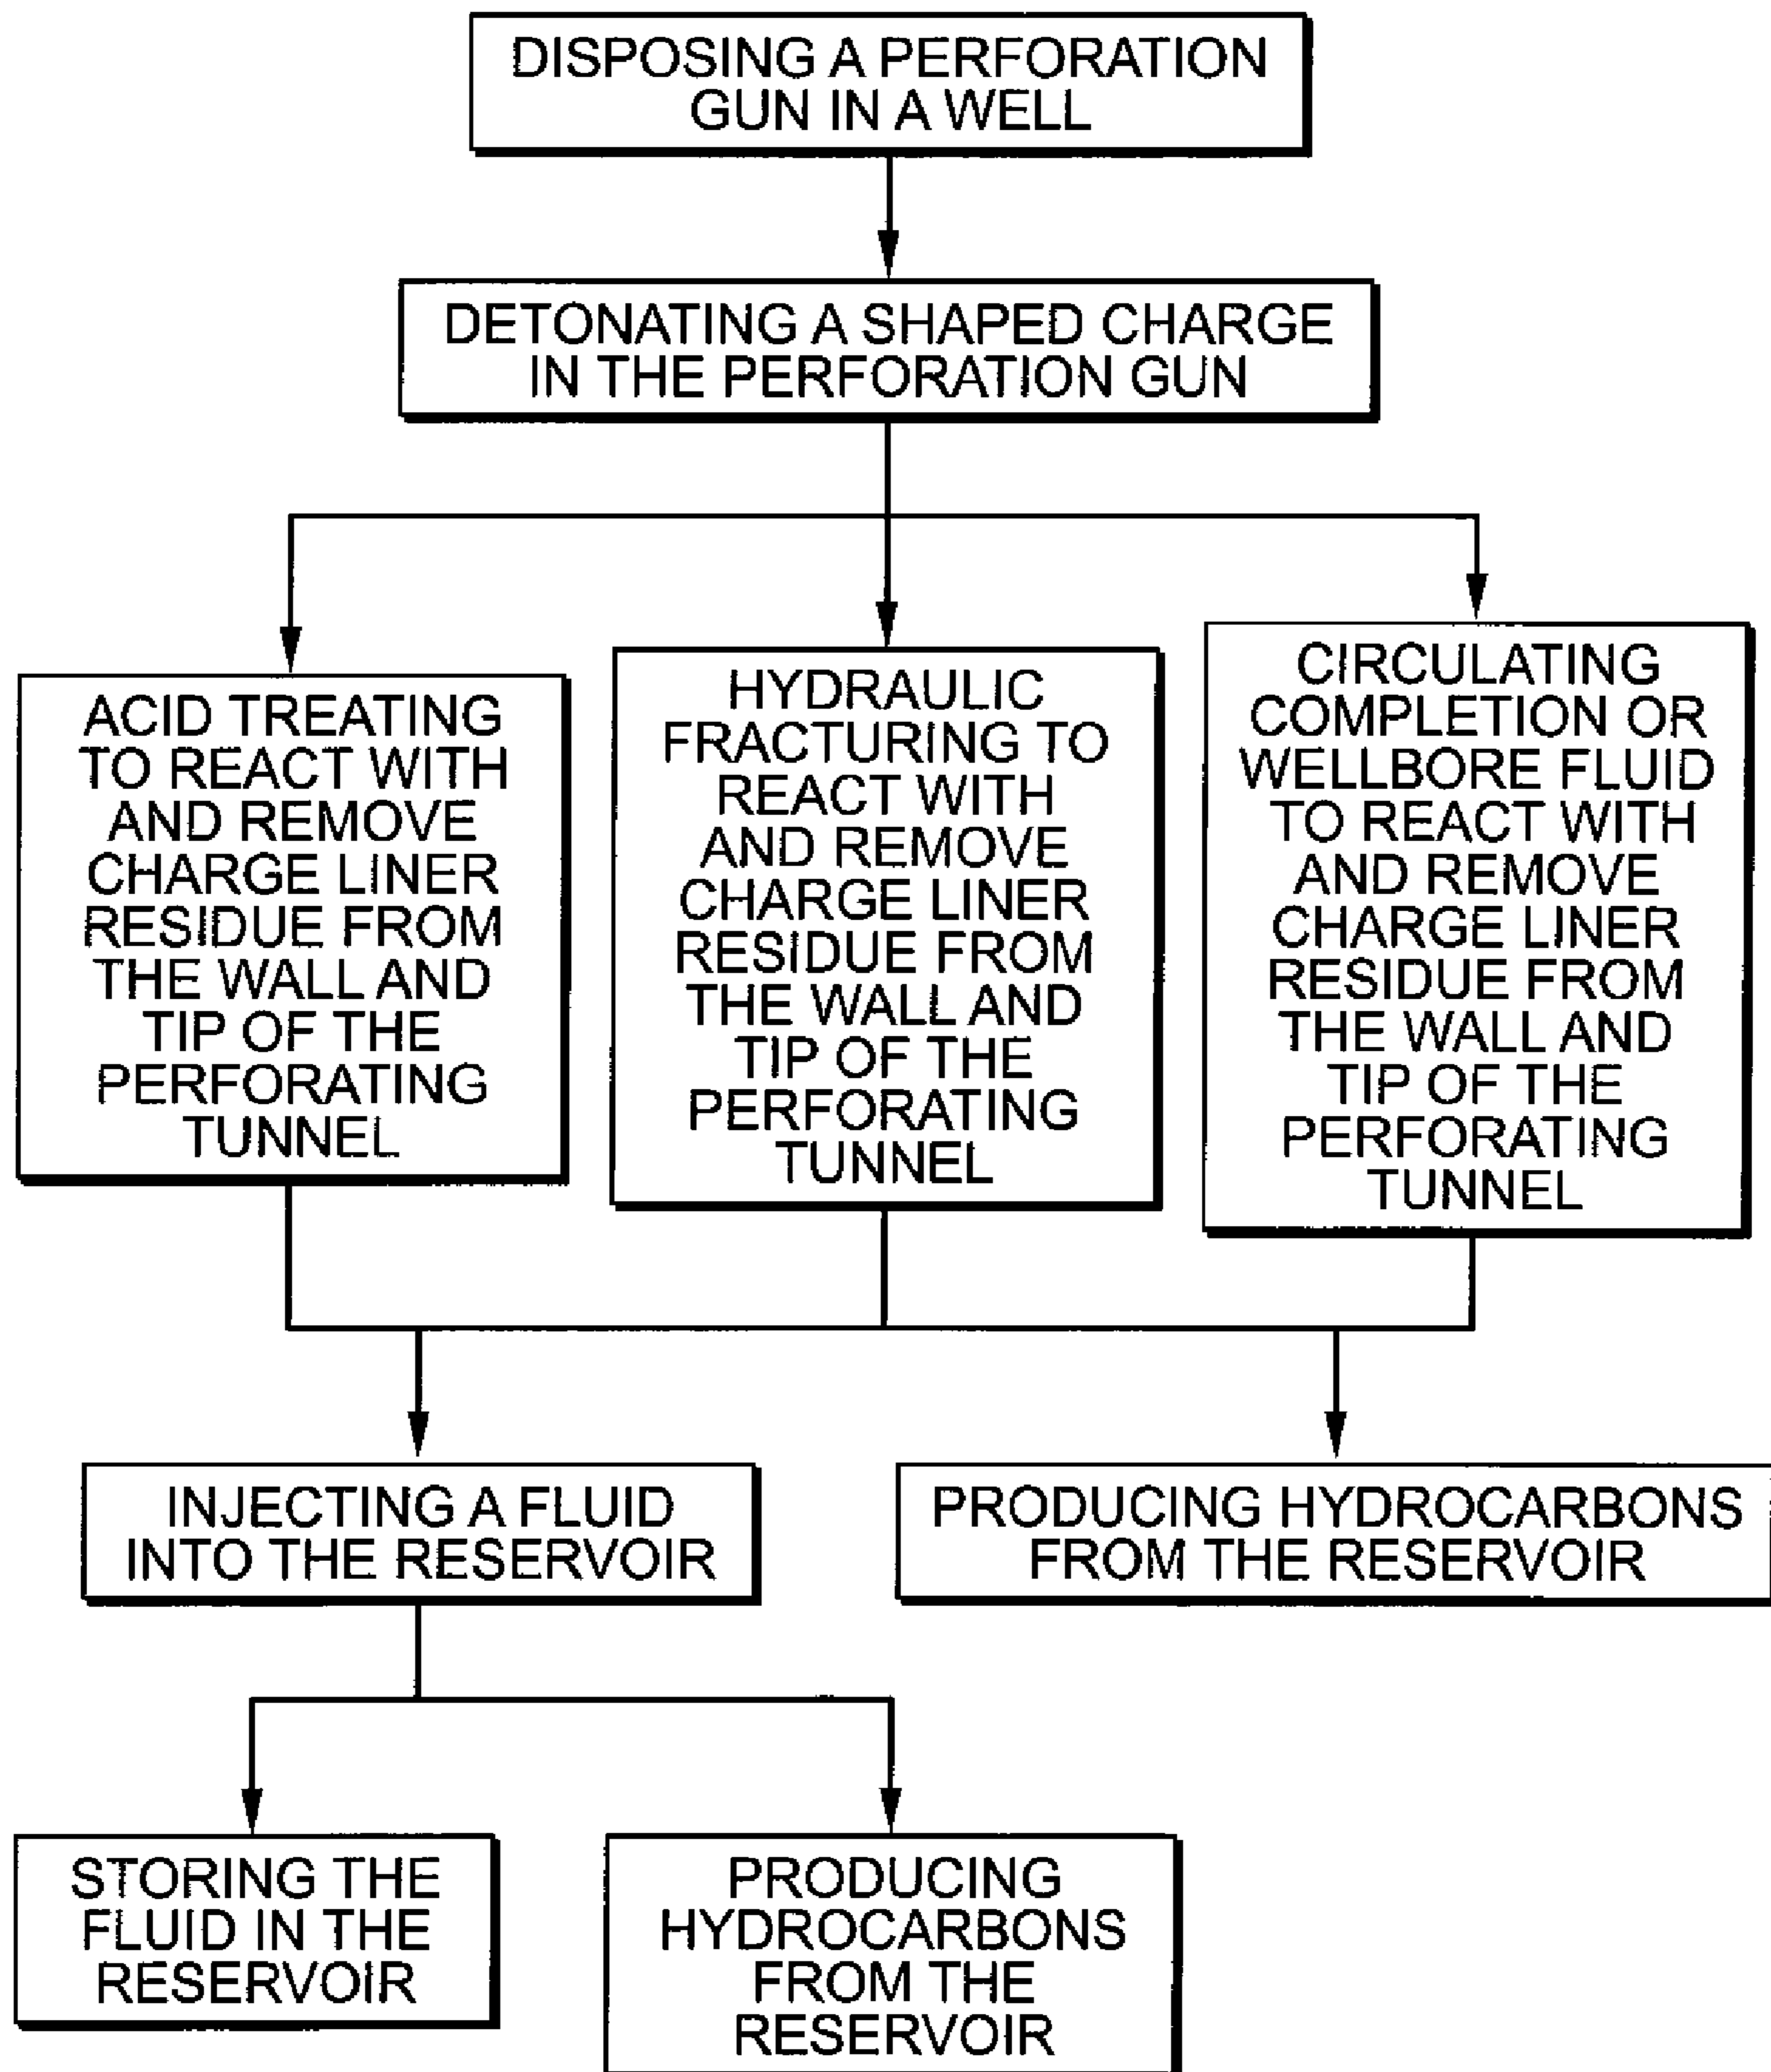 DISPOSING A PERFORATION
GUN IN A WELL
DETONATING A SHAPED CHARGE
IN THE PERFORATION GUN
ACID TREATING
TO REACT WITH
AND REMOVE
CHARGE LINER
RESIDUE FROM
THE WALL AND
TIP OF THE
PERFORATING
TUNNEL
HYDRAULIC
FRACTURING TO
REACT WITH
AND REMOVE
CHARGE LINER
RESIDUE FROM
THE WALL AND
TIP OF THE
PERFORATING
TUNNEL
CIRCULATING
COMPLETION OR
WELLBORE FLUID
TO REACT WITH
AND REMOVE
CHARGE LINER
RESIDUE FROM
THE WALL AND
TIP OF THE
PERFORATING
TUNNEL
INJECTING A FLUID
INTO THE RESERVOIR
PRODUCING HYDROCARBONS
FROM THE RESERVOIR
STORING THE
FLUID IN THE
RESERVOIR
PRODUCING
HYDROCARBONS
FROM THE
RESERVOIR